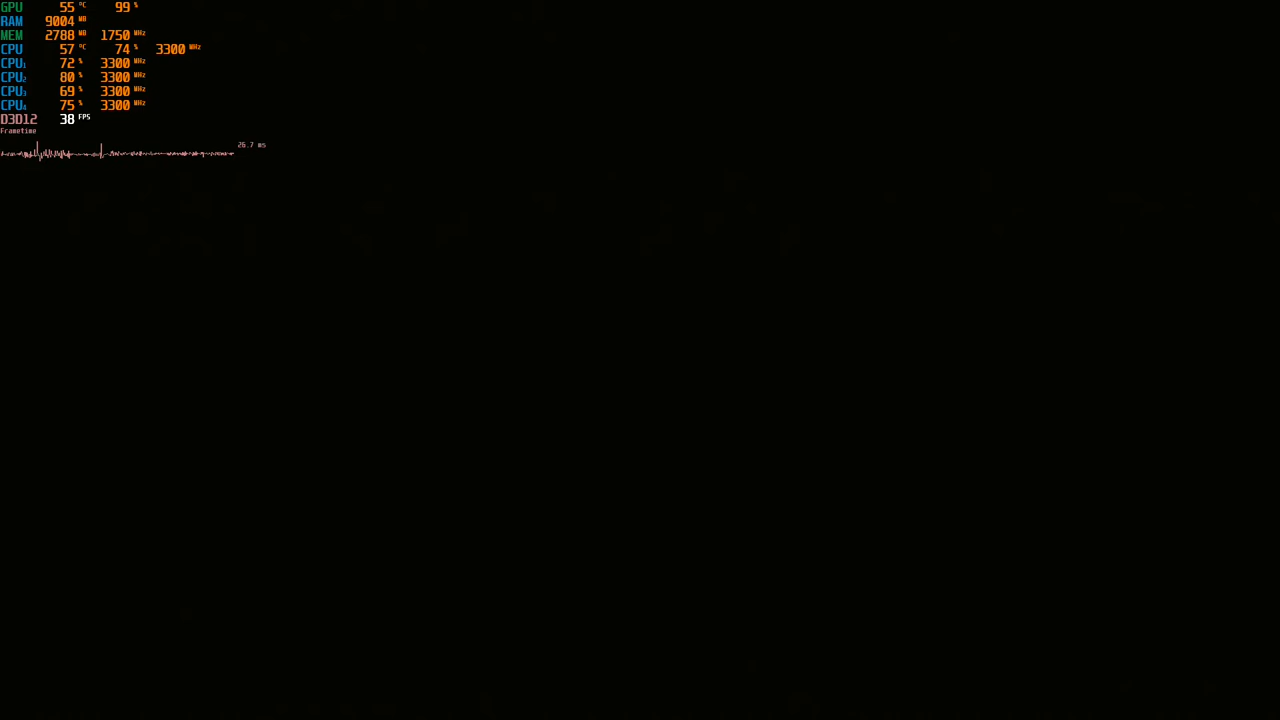 GPU 55 °C 99 %
RAM 9004 MB
MEM 2788 MB 1750 MHz
CPU 57 °C 74 % 3300 MHz
CPU1 72 % 3300 MHz
CPU2 80 % 3300 MHz
CPU3 69 % 3300 MHz
CPU4 75 % 3300 MHz
D3D12 38 FPS
Frametime
26.7 ms